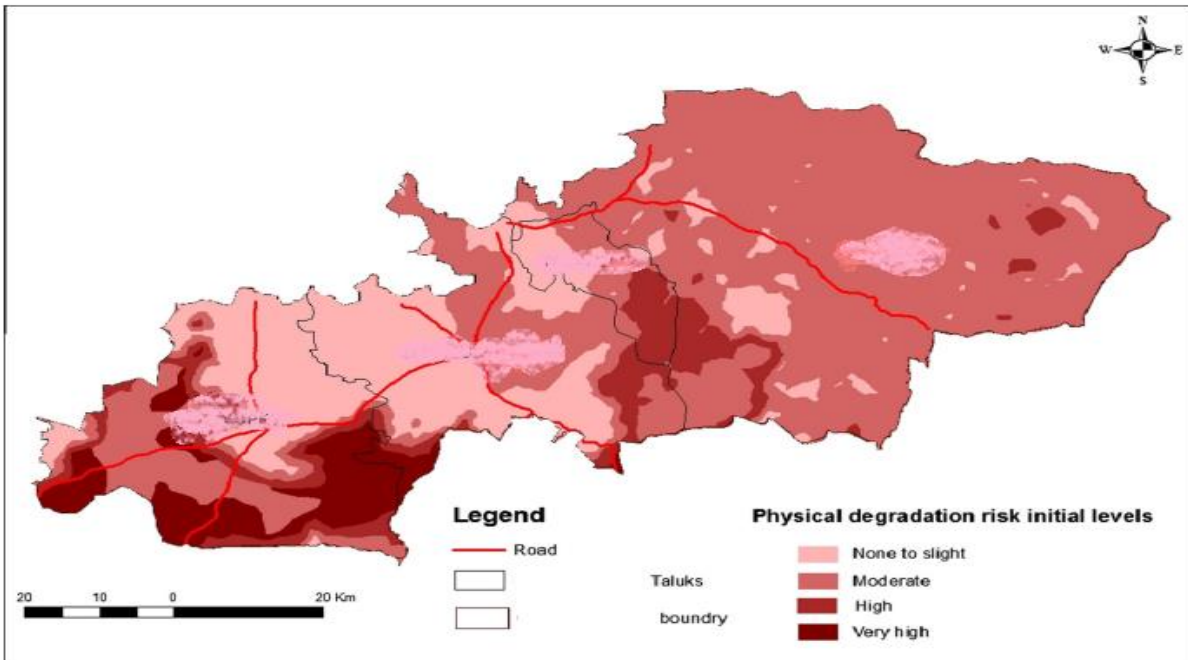 N
W E
S
Legend
Road
Taluks
boundry
Physical degradation risk initial levels
None to slight
Moderate
High
Very high
20 10 0 20 Km